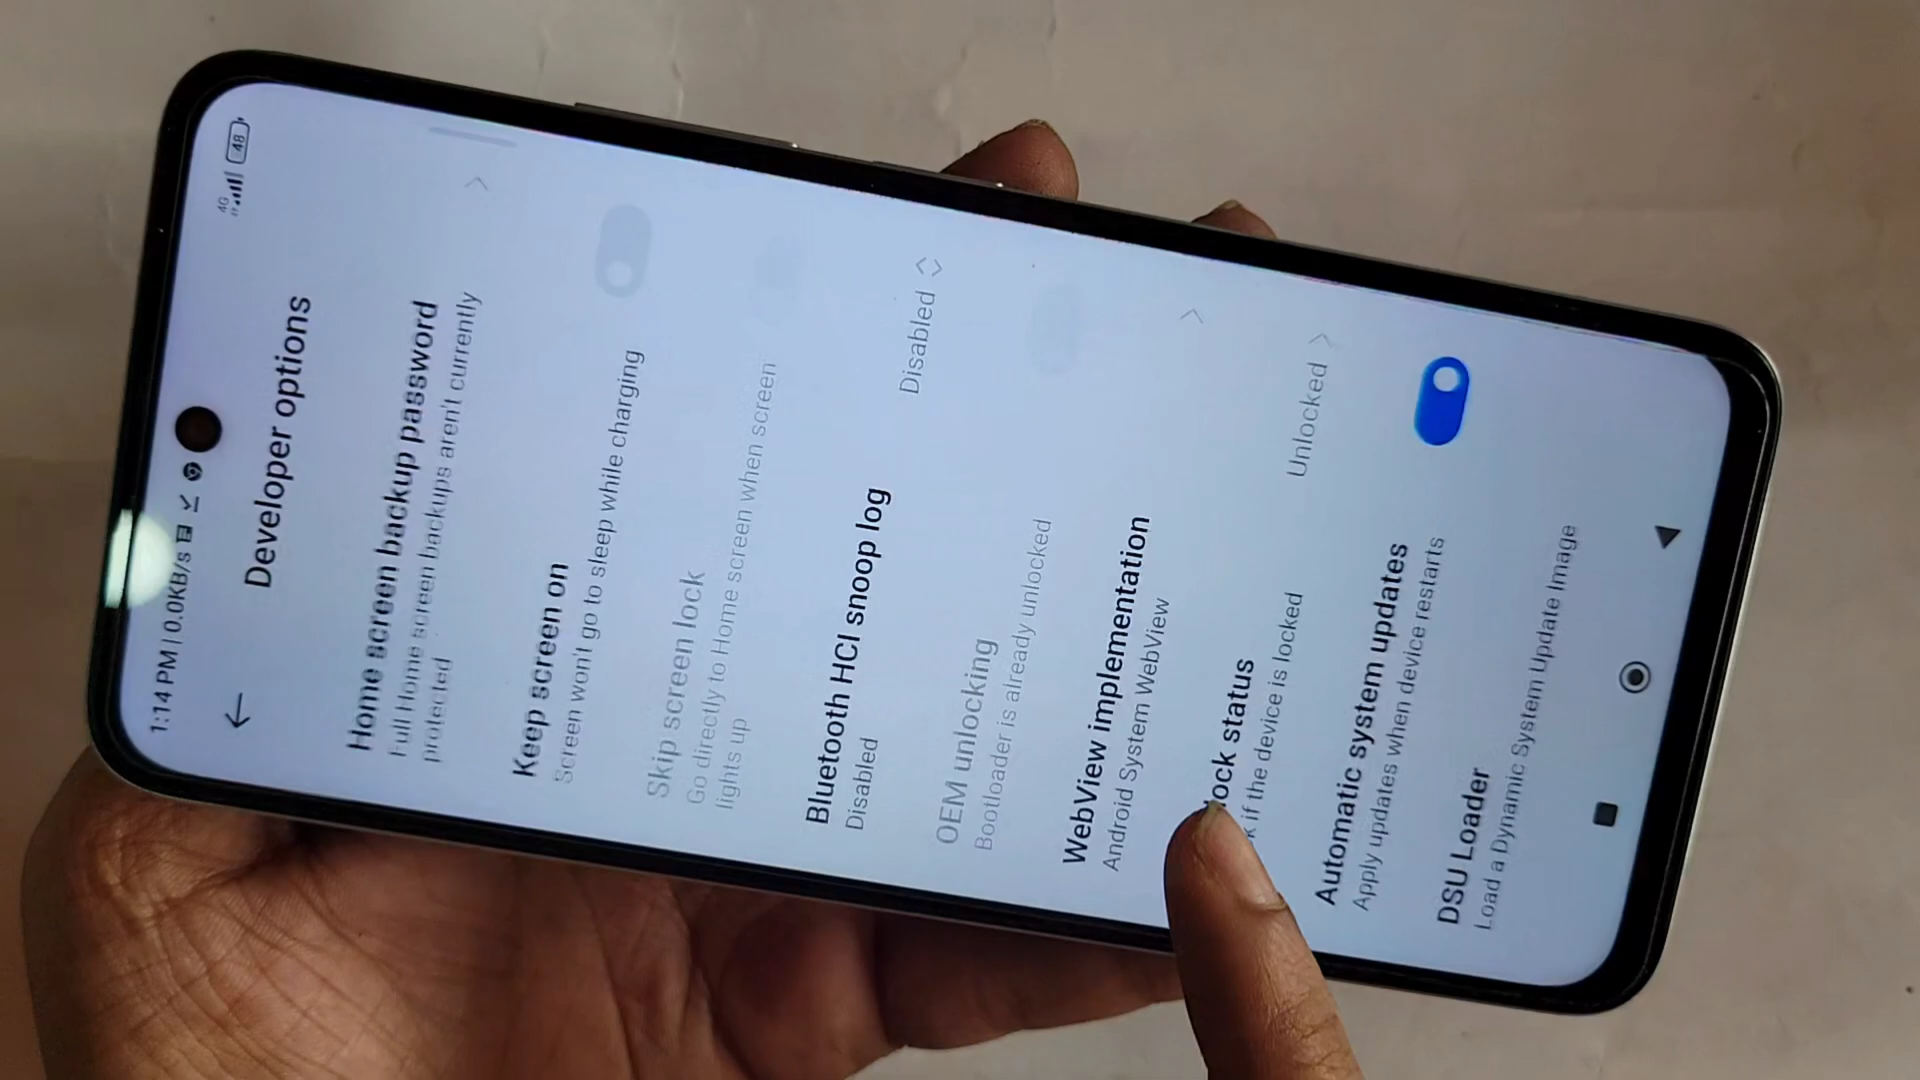 1:14 PM | 0.0KB/s
4G
48
Developer options
Home screen backup password
Full Home screen backups aren't currently
protected
Keep screen on
Screen won't go to sleep while charging
Skip screen lock
Go directly to Home screen when screen
lights up
Bluetooth HCI snoop log
Disabled
Disabled
OEM unlocking
Bootloader is already unlocked
WebView implementation
Android System WebView
lock status
if the device is locked
Unlocked
Automatic system updates
Apply updates when device restarts
DSU Loader
Load a Dynamic System Update Image